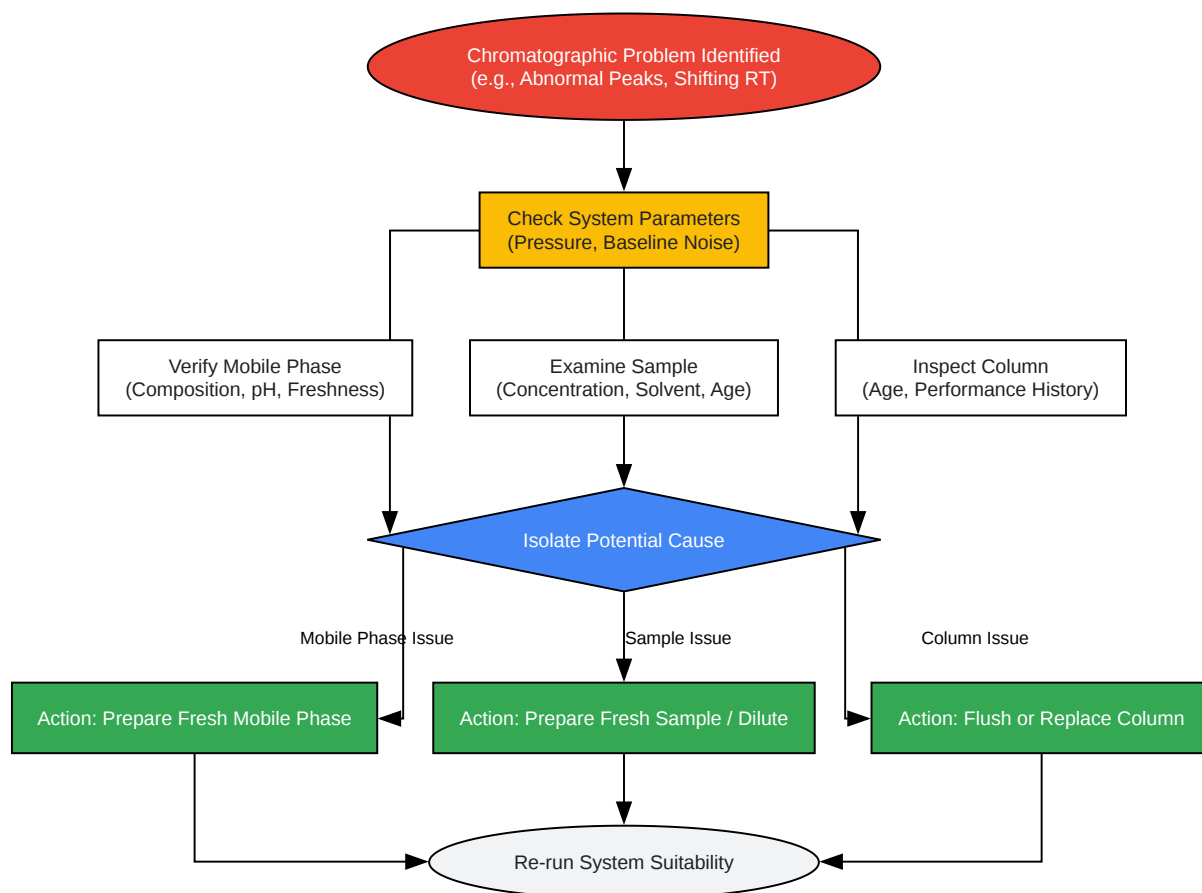 Chromatographic Problem Identified
(e.g., Abnormal Peaks, Shifting RT)
Check System Parameters
(Pressure, Baseline Noise)
Verify Mobile Phase
(Composition, pH, Freshness)
Examine Sample
(Concentration, Solvent, Age)
Inspect Column
(Age, Performance History)
Isolate Potential Cause
Mobile Phase Issue
Sample Issue
Column Issue
Action: Prepare Fresh Mobile Phase
Action: Prepare Fresh Sample / Dilute
Action: Flush or Replace Column
Re-run System Suitability